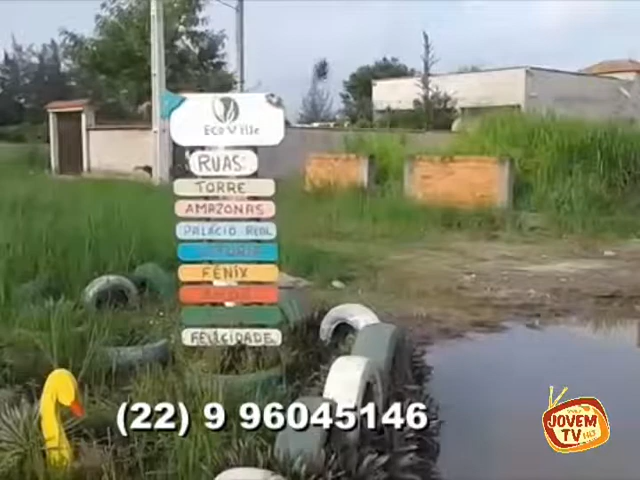 Eco Ville
RUAS:
TORRE
AMAZONAS
PALÁCIO REAL
FÊNIX
FELICIDADE
(22) 9 96045146
JOVEM
TV